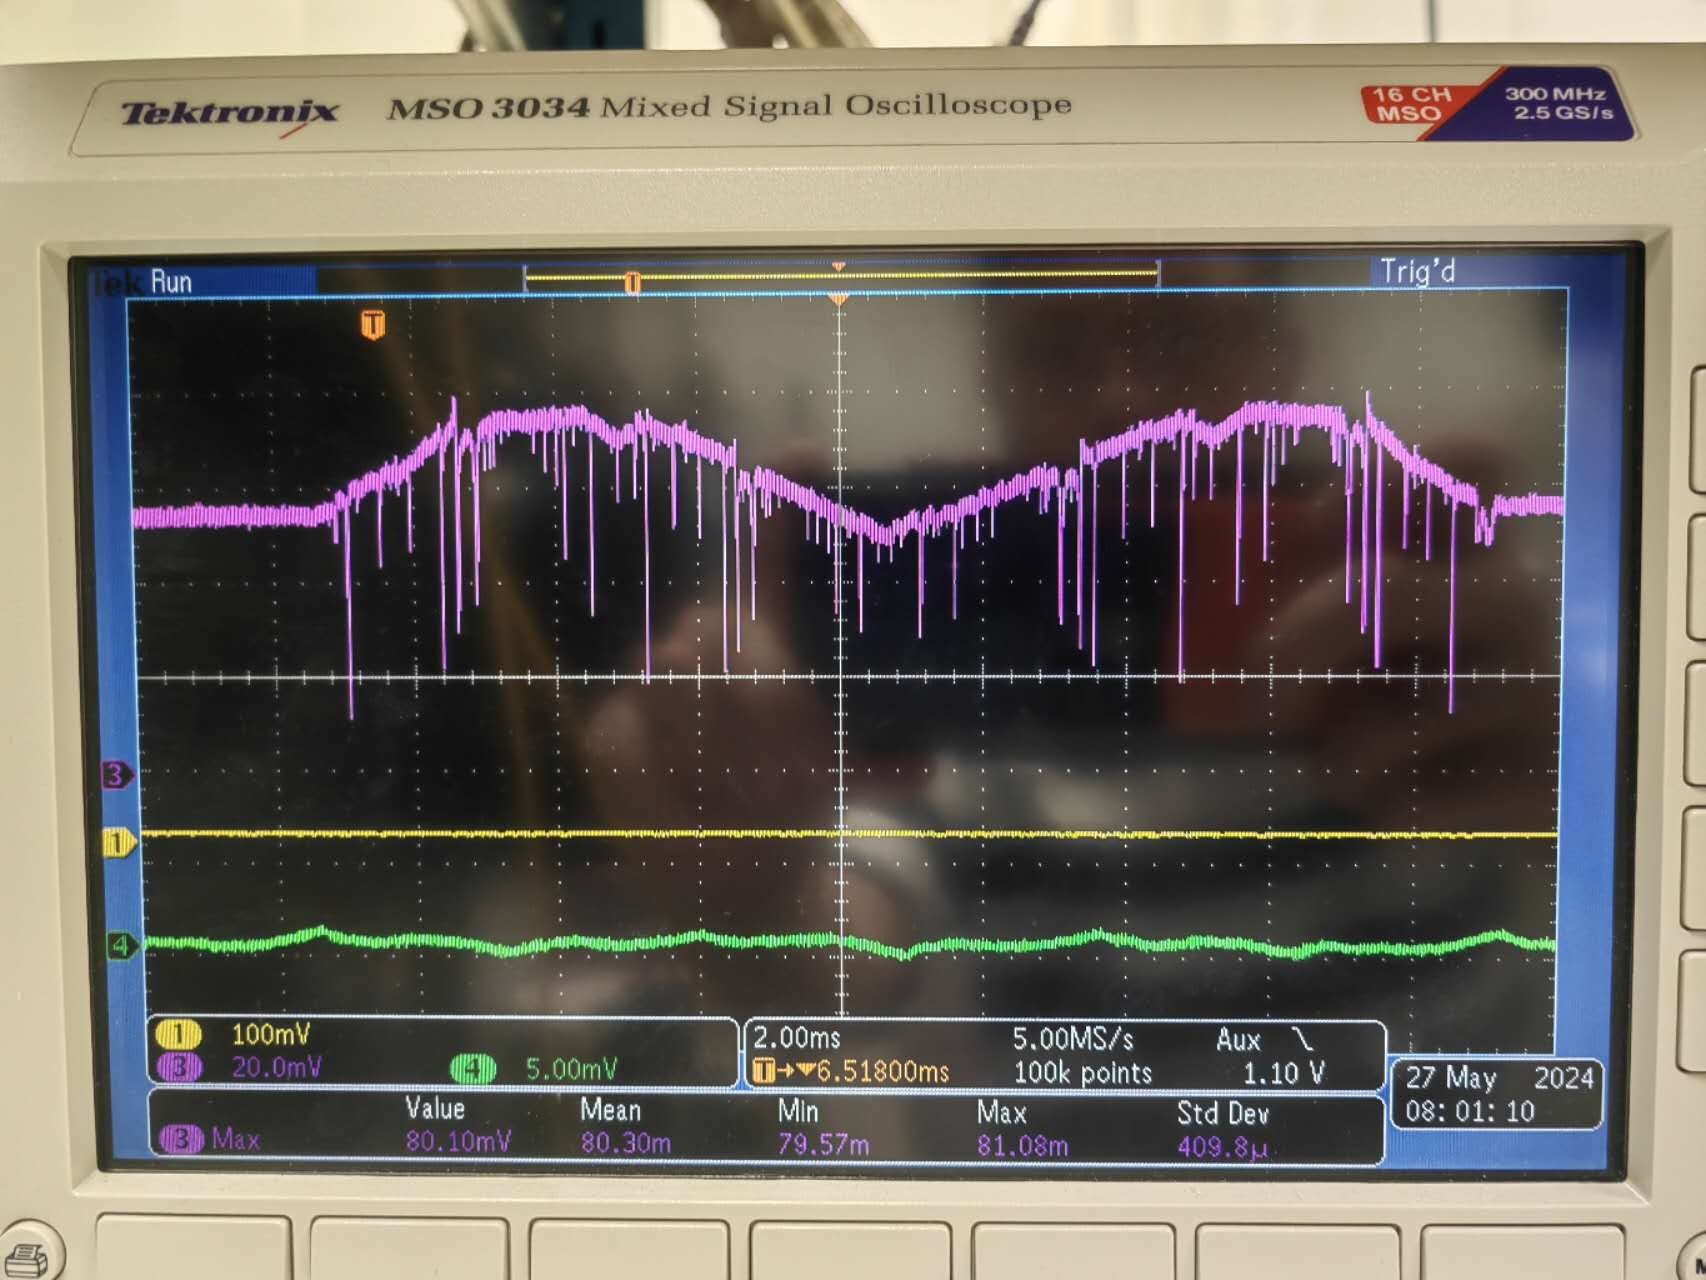 Tektronix MSO 3034 Mixed Signal Oscilloscope
16 CH MSO
300 MHz
2.5 GS/s
Tek Run
Trig'd
T
T
3
1
4
1 100mV
3 20.0mV 4 5.00mV
2.00ms 5.00MS/s Aux
T→▼6.51800ms 100k points 1.10 V
Value Mean Min Max Std Dev
3 Max 80.10mV 80.30m 79.57m 81.08m 409.8µ
27 May 2024
08:01:10